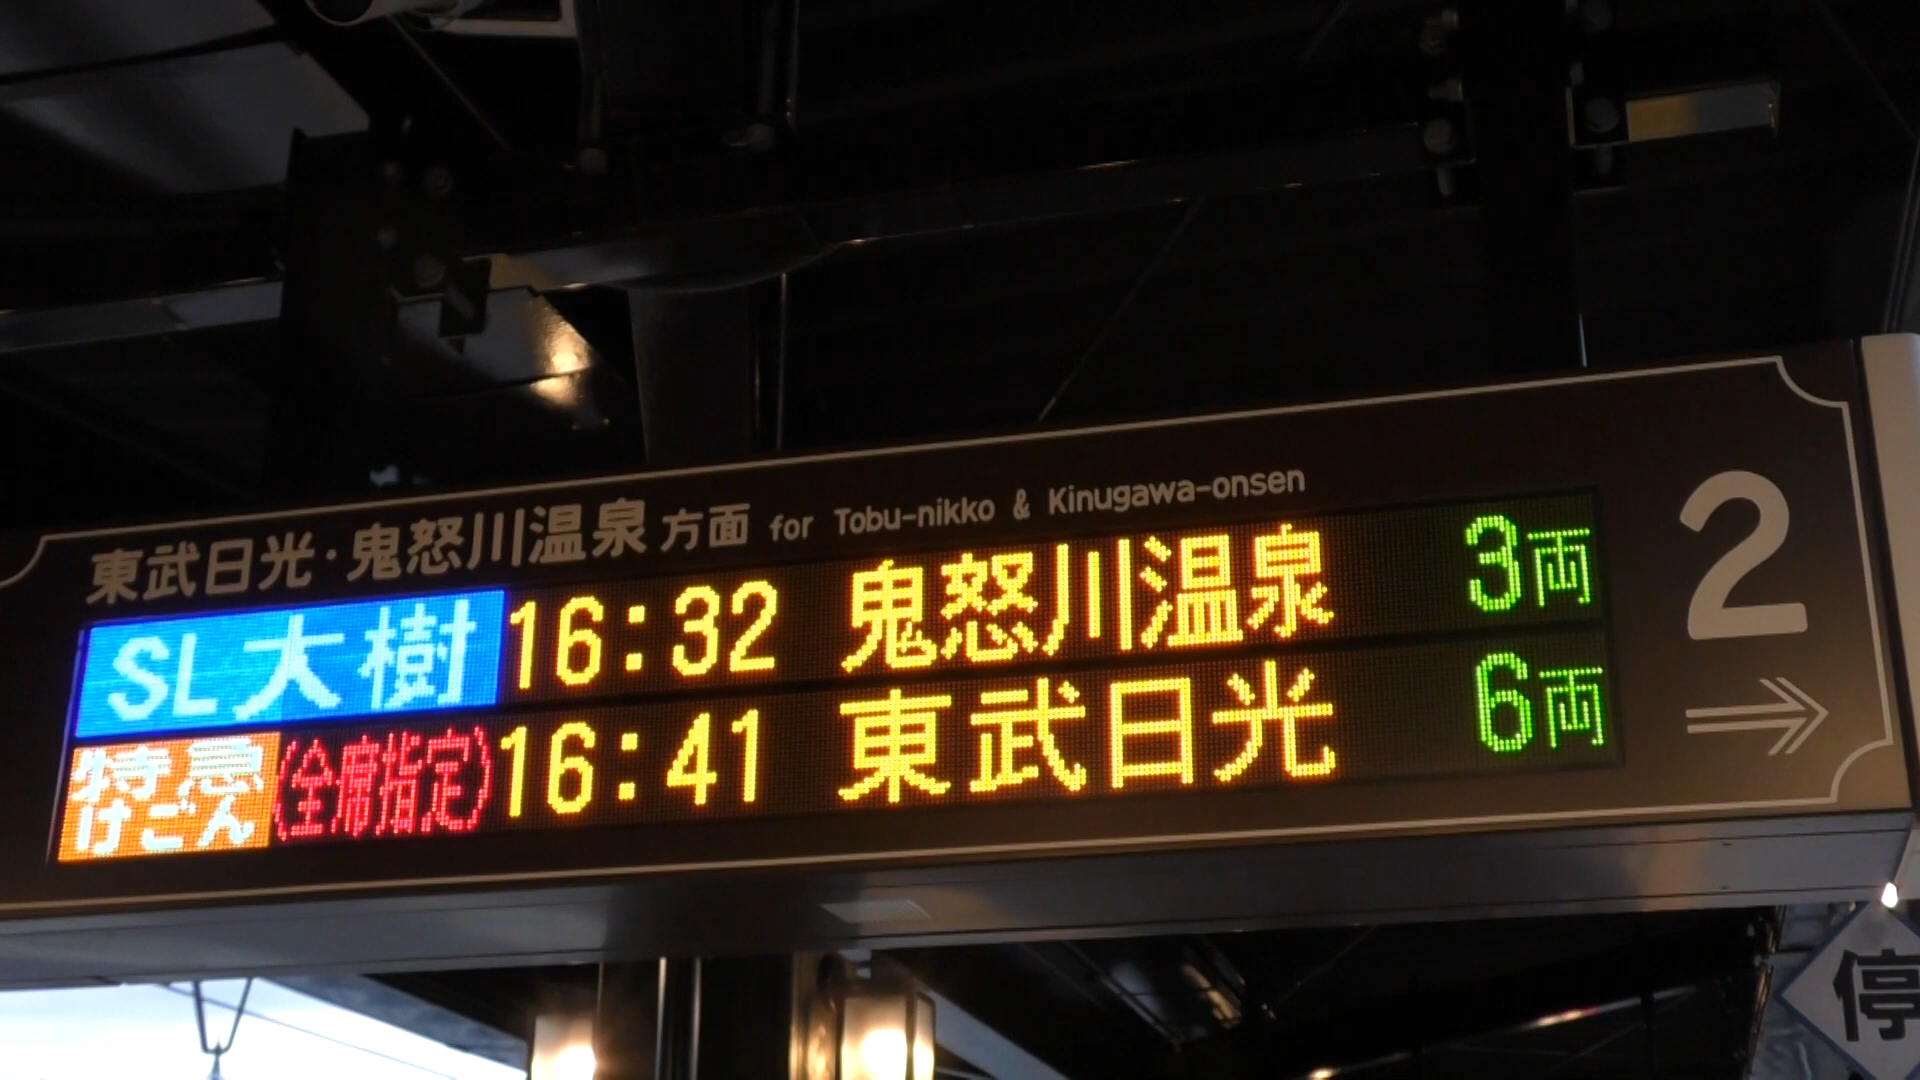 東武日光・鬼怒川温泉 方面 for Tobu-nikko & Kinugawa-onsen
SL大樹 16:32 鬼怒川温泉 3両
特急けごん (全席指定) 16:41 東武日光 6両
2
⇒
停